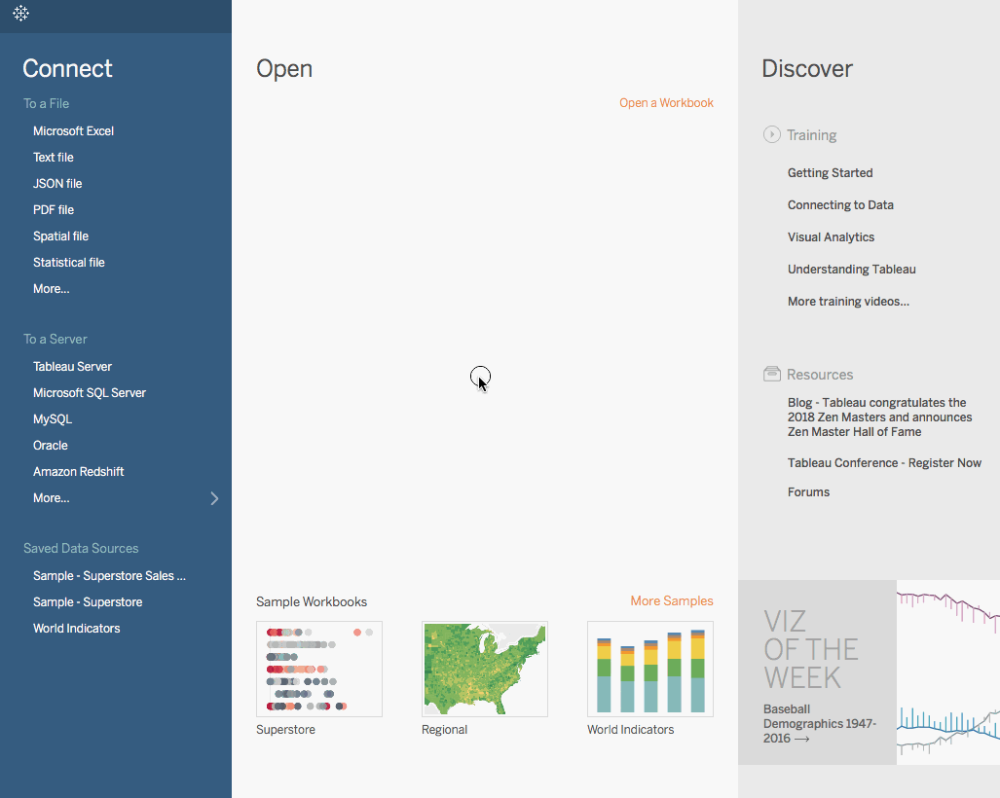 Connect
To a File
Microsoft Excel
Text file
JSON file
PDF file
Spatial file
Statistical file
More...
To a Server
Tableau Server
Microsoft SQL Server
MySQL
Oracle
Amazon Redshift
More...
Saved Data Sources
Sample - Superstore Sales ...
Sample - Superstore
World Indicators
Open
Open a Workbook
Sample Workbooks
More Samples
Superstore
Regional
World Indicators
Discover
Training
Getting Started
Connecting to Data
Visual Analytics
Understanding Tableau
More training videos...
Resources
Blog - Tableau congratulates the
2018 Zen Masters and announces
Zen Master Hall of Fame
Tableau Conference - Register Now
Forums
VIZ
OF THE
WEEK
Baseball
Demographics 1947-
2016 →